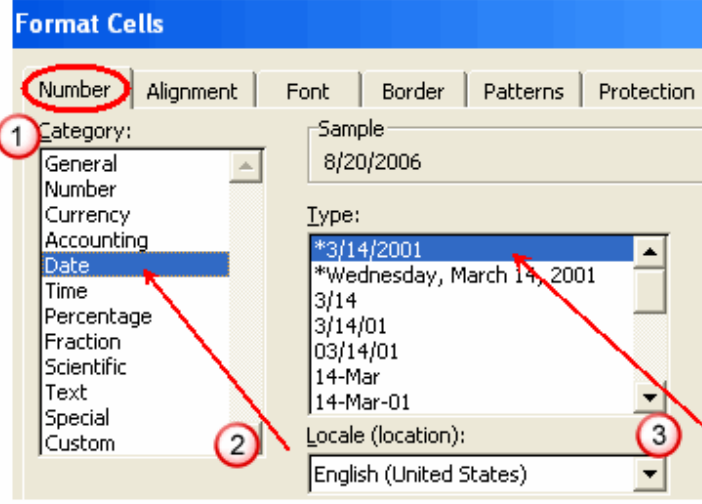 Format Cells
Number Alignment Font Border Patterns Protection
1 Category:
General
Number
Currency
Accounting
Date
Time
Percentage
Fraction
Scientific
Text
Special
Custom
2
Sample
8/20/2006
Type:
*3/14/2001
*Wednesday, March 14, 2001
3/14
3/14/01
03/14/01
14-Mar
14-Mar-01
3
Locale (location):
English (United States)